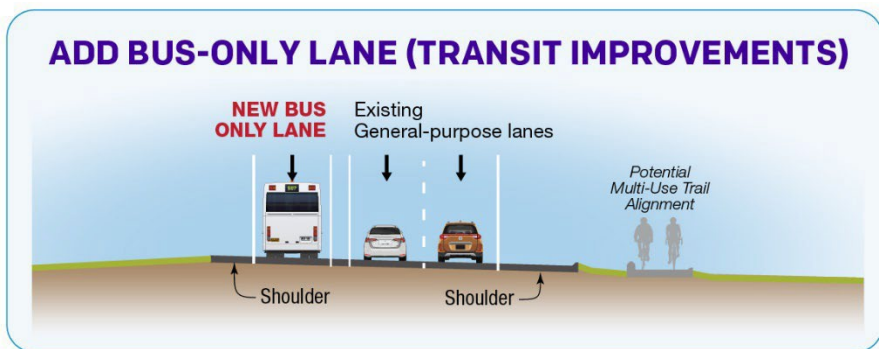 ADD BUS-ONLY LANE (TRANSIT IMPROVEMENTS)
NEW BUS
ONLY LANE
Existing
General-purpose lanes
Potential
Multi-Use Trail
Alignment
Shoulder
Shoulder